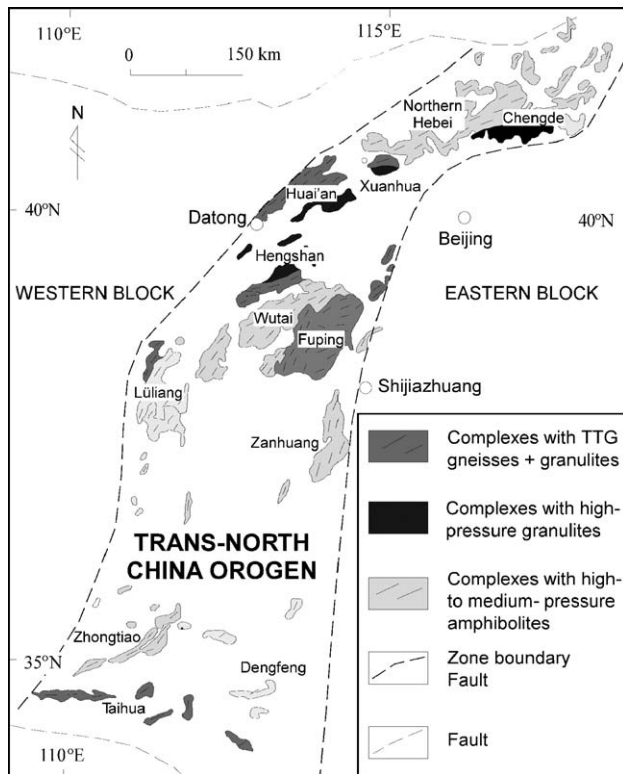 110°E
115°E
0 150 km
N
Northern
Hebei
Chengde
Xuanhua
Huai'an
40°N
Datong
40°N
Beijing
Hengshan
WESTERN BLOCK
EASTERN BLOCK
Wutai
Fuping
Lüliang
Shijiazhuang
Zanhuang
Complexes with TTG
gneisses + granulites
Complexes with high-
pressure granulites
TRANS-NORTH
CHINA OROGEN
Complexes with high-
to medium- pressure
amphibolites
Zhongtiao
35°N
Zone boundary
Fault
Dengfeng
Taihua
Fault
110°E